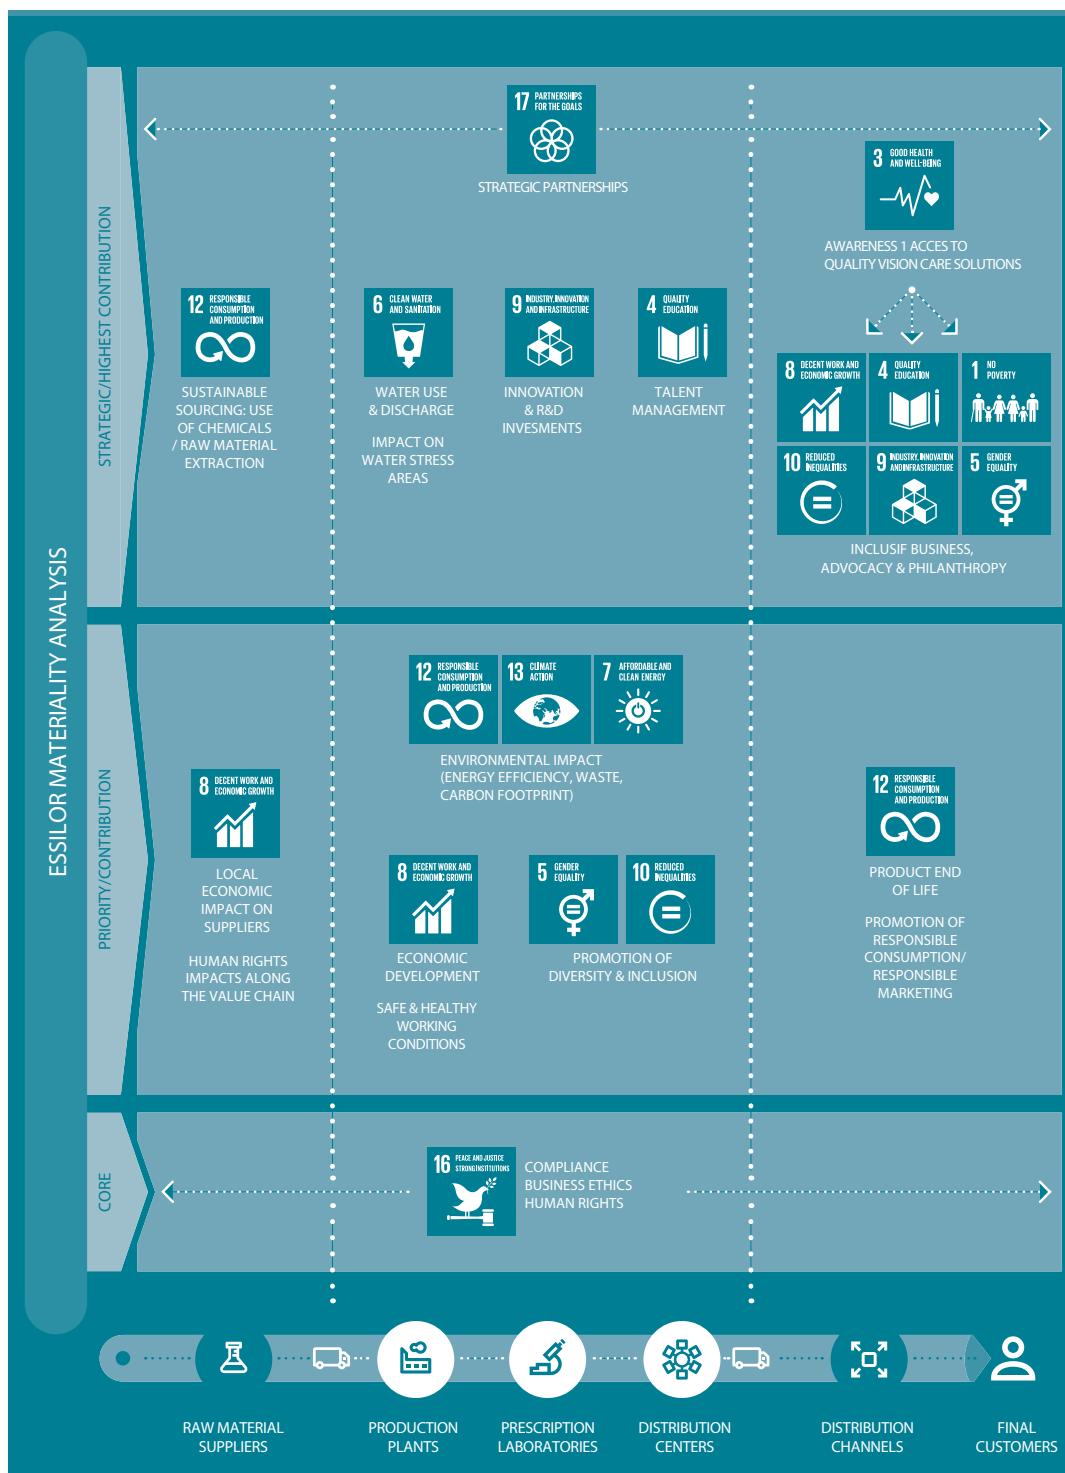 ESSILOR MATERIALITY ANALYSIS
STRATEGIC/HIGHEST CONTRIBUTION
17 PARTNERSHIPS
FOR THE GOALS
STRATEGIC PARTNERSHIPS
3 GOOD HEALTH
AND WELL-BEING
AWARENESS 1 ACCES TO
QUALITY VISION CARE SOLUTIONS
12 RESPONSIBLE
CONSUMPTION
AND PRODUCTION
SUSTAINABLE
SOURCING: USE
OF CHEMICALS
/ RAW MATERIAL
EXTRACTION
6 CLEAN WATER
AND SANITATION
WATER USE
& DISCHARGE
IMPACT ON
WATER STRESS
AREAS
9 INDUSTRY, INNOVATION
AND INFRASTRUCTURE
INNOVATION
& R&D
INVESMENTS
4 QUALITY
EDUCATION
TALENT
MANAGEMENT
8 DECENT WORK AND
ECONOMIC GROWTH
4 QUALITY
EDUCATION
1 NO
POVERTY
10 REDUCED
INEQUALITIES
9 INDUSTRY, INNOVATION
AND INFRASTRUCTURE
5 GENDER
EQUALITY
INCLUSIF BUSINESS,
ADVOCACY & PHILANTHROPY
PRIORITY/CONTRIBUTION
8 DECENT WORK AND
ECONOMIC GROWTH
LOCAL
ECONOMIC
IMPACT ON
SUPPLIERS
HUMAN RIGHTS
IMPACTS ALONG
THE VALUE CHAIN
12 RESPONSIBLE
CONSUMPTION
AND PRODUCTION
13 CLIMATE
ACTION
7 AFFORDABLE AND
CLEAN ENERGY
ENVIRONMENTAL IMPACT
(ENERGY EFFICIENCY, WASTE,
CARBON FOOTPRINT)
8 DECENT WORK AND
ECONOMIC GROWTH
ECONOMIC
DEVELOPMENT
SAFE & HEALTHY
WORKING
CONDITIONS
5 GENDER
EQUALITY
10 REDUCED
INEQUALITIES
PROMOTION OF
DIVERSITY & INCLUSION
12 RESPONSIBLE
CONSUMPTION
AND PRODUCTION
PRODUCT END
OF LIFE
PROMOTION OF
RESPONSIBLE
CONSUMPTION/
RESPONSIBLE
MARKETING
CORE
16 PEACE AND JUSTICE
STRONG INSTITUTIONS
COMPLIANCE
BUSINESS ETHICS
HUMAN RIGHTS
RAW MATERIAL
SUPPLIERS
PRODUCTION
PLANTS
PRESCRIPTION
LABORATORIES
DISTRIBUTION
CENTERS
DISTRIBUTION
CHANNELS
FINAL
CUSTOMERS